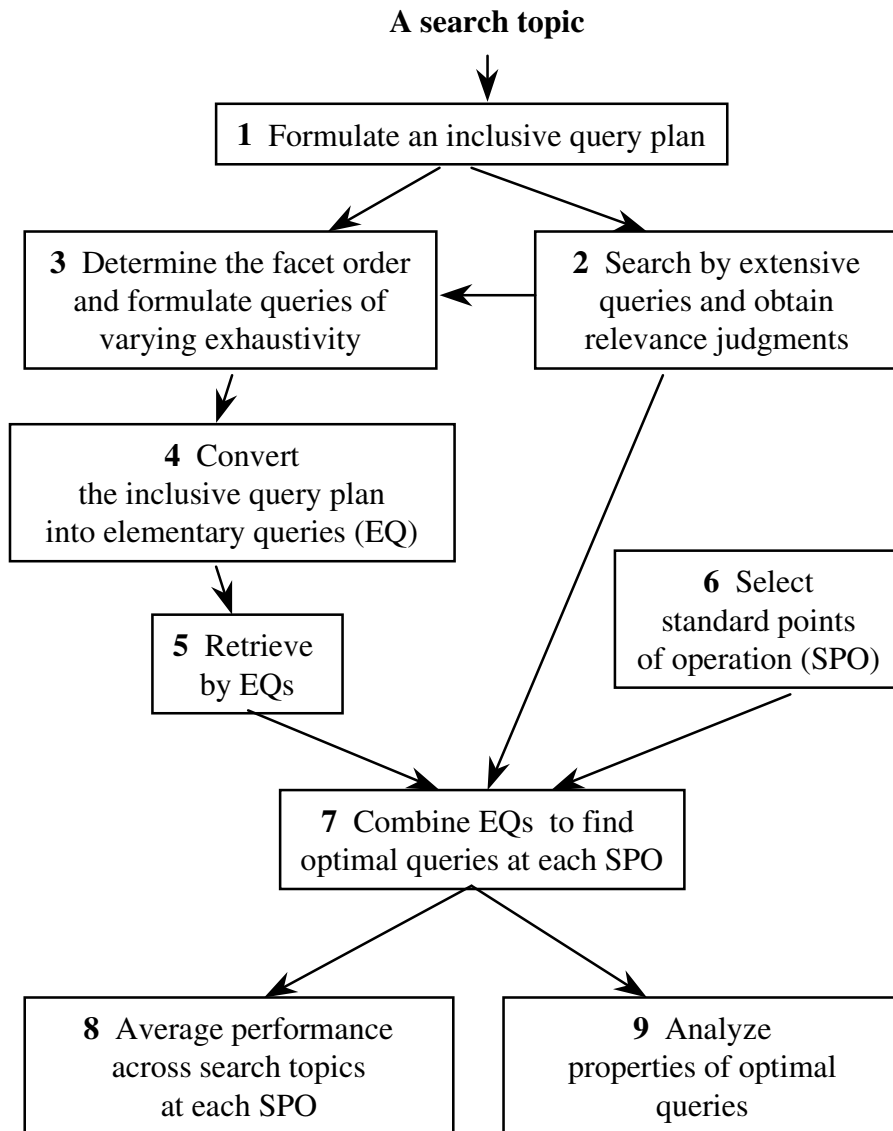 A search topic
1 Formulate an inclusive query plan
3 Determine the facet order
and formulate queries of
varying exhaustivity
2 Search by extensive
queries and obtain
relevance judgments
4 Convert
the inclusive query plan
into elementary queries (EQ)
6 Select
standard points
of operation (SPO)
5 Retrieve
by EQs
7 Combine EQs to find
optimal queries at each SPO
8 Average performance
across search topics
at each SPO
9 Analyze
properties of optimal
queries